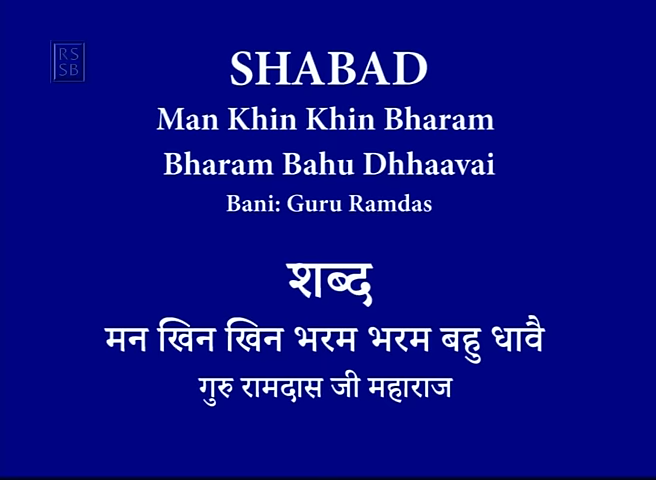 RS
SB
SHABAD
Man Khin Khin Bharam
Bharam Bahu Dhhaavai
Bani: Guru Ramdas
शब्द
मन खिन खिन भरम भरम बहु धावै
गुरु रामदास जी महाराज